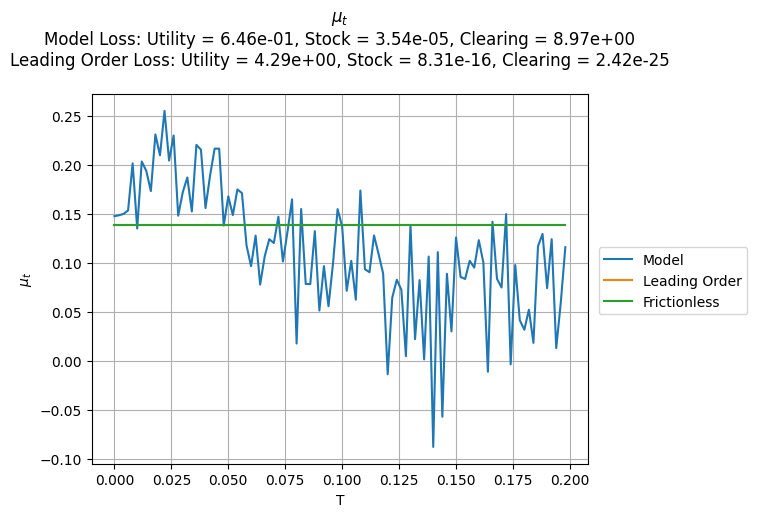 μₜ
Model Loss: Utility = 6.46e-01, Stock = 3.54e-05, Clearing = 8.97e+00
Leading Order Loss: Utility = 4.29e+00, Stock = 8.31e-16, Clearing = 2.42e-25
0.25
0.20
0.15
0.10
0.05
0.00
−0.05
−0.10
μₜ
0.000
0.025
0.050
0.075
0.100
0.125
0.150
0.175
0.200
T
Model
Leading Order
Frictionless